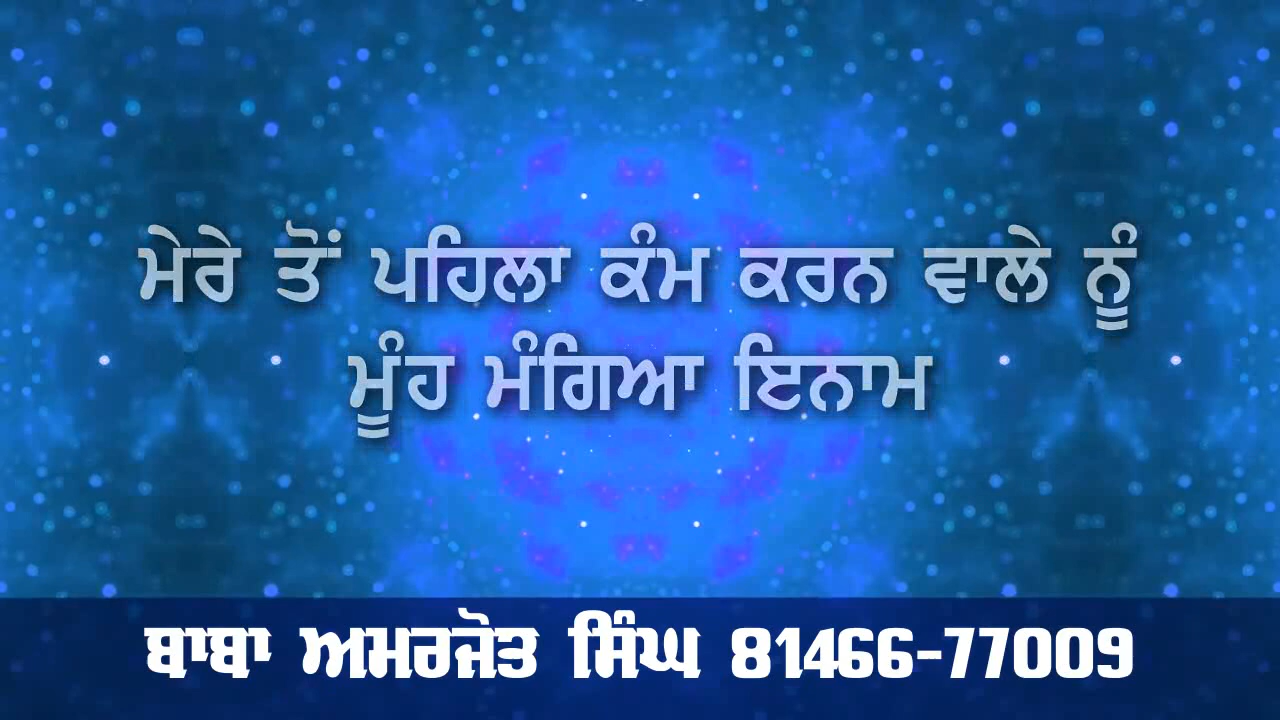 ਮੇਰੇ ਤੋਂ ਪਹਿਲਾ ਕੰਮ ਕਰਨ ਵਾਲੇ ਨੂੰ
ਮੂੰਹ ਮੰਗਿਆ ਇਨਾਮ
ਬਾਬਾ ਅਮਰਜੋਤ ਸਿੰਘ 81466-77009